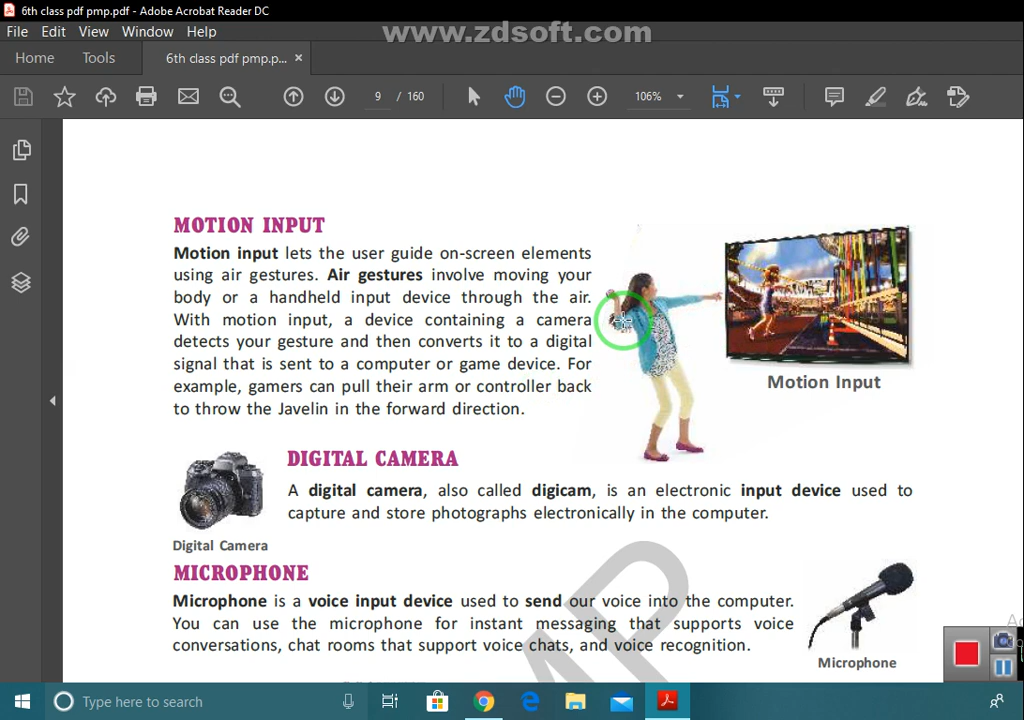 6th class pdf pmp.pdf - Adobe Acrobat Reader DC
File Edit View Window Help
www.zdsoft.com
Home Tools 6th class pdf pmp.p... ×
9 / 160 106%
MOTION INPUT
Motion input lets the user guide on-screen elements
using air gestures. Air gestures involve moving your
body or a handheld input device through the air.
With motion input, a device containing a camera
detects your gesture and then converts it to a digital
signal that is sent to a computer or game device. For
example, gamers can pull their arm or controller back
to throw the Javelin in the forward direction.
Motion Input
DIGITAL CAMERA
A digital camera, also called digicam, is an electronic input device used to
capture and store photographs electronically in the computer.
Digital Camera
MICROPHONE
Microphone is a voice input device used to send our voice into the computer.
You can use the microphone for instant messaging that supports voice
conversations, chat rooms that support voice chats, and voice recognition.
Microphone
MP
Type here to search